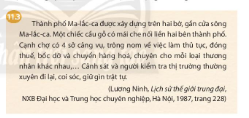 11.3
Thành phố Ma-lắc-ca được xây dựng trên hai bờ, gần cửa sông
Ma-lắc-ca. Một chiếc cầu gỗ có mái che nối liền hai bên thành phố.
Cạnh chợ có 4 sở cảng vụ, trông nom về việc làm thủ tục, đóng
thuế, bốc dỡ và chuyển hàng hoá, chuyên cho mỗi loại thương
nhân khác nhau,... Cảnh sát và người kiểm tra thị trường thường
xuyên đi lại, coi sóc, giữ gìn trật tự.
(Lương Ninh, Lịch sử thế giới trung đại,
NXB Đại học và Trung học chuyên nghiệp, Hà Nội, 1987, trang 228)